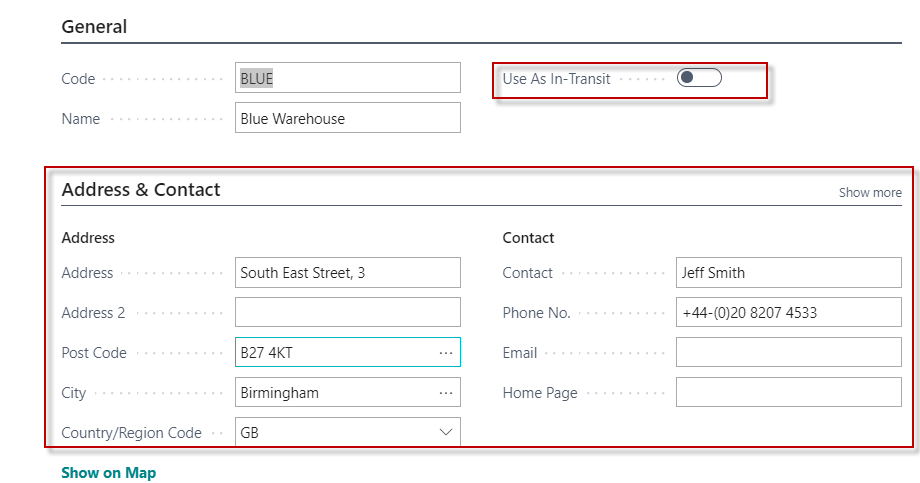 General
Code BLUE Use As In-Transit
Name Blue Warehouse
Address & Contact Show more
Address Contact
Address South East Street, 3 Contact Jeff Smith
Address 2 Phone No. +44-(0)20 8207 4533
Post Code B27 4KT ... Email
City Birmingham ... Home Page
Country/Region Code GB
Show on Map